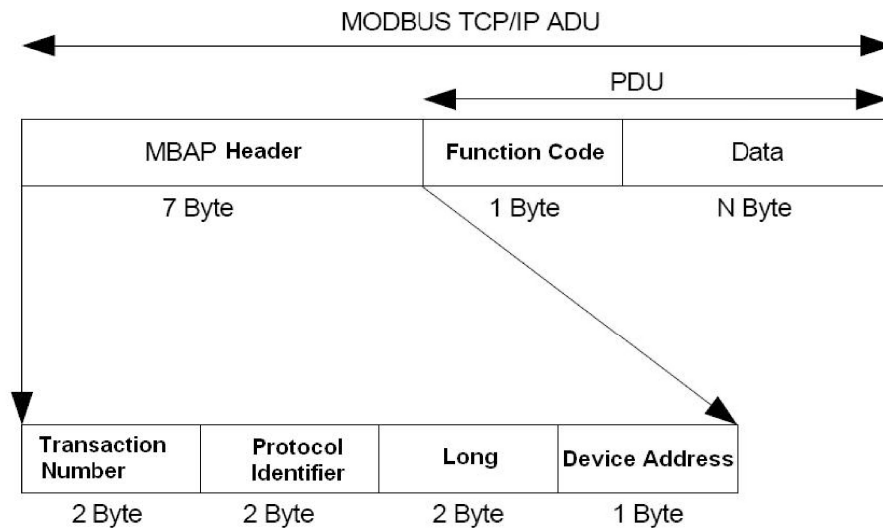 MODBUS TCP/IP ADU
PDU
MBAP Header
Function Code
Data
7 Byte
1 Byte
N Byte
Transaction
Number
Protocol
Identifier
Long
Device Address
2 Byte
2 Byte
2 Byte
1 Byte